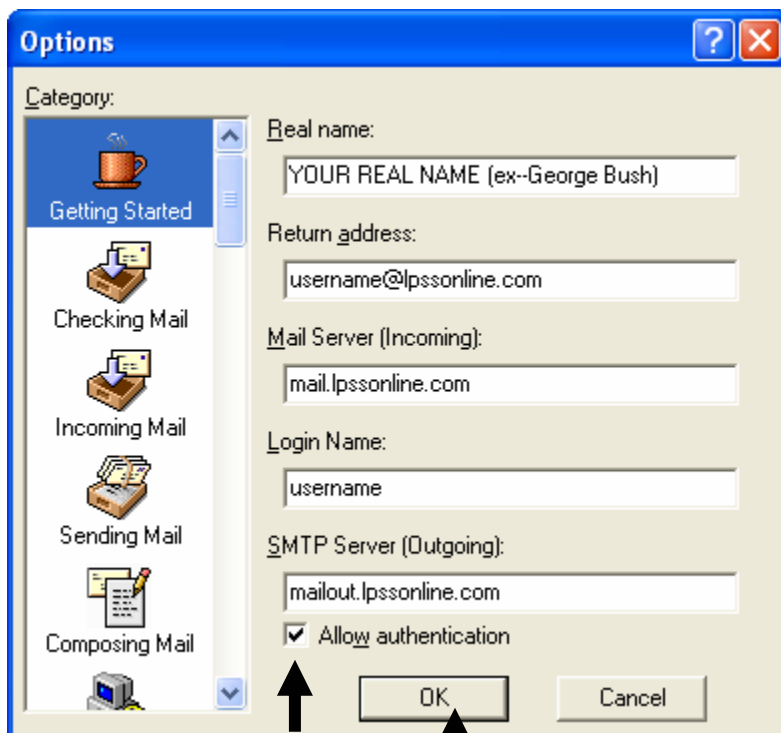 Options
Category:
Getting Started
Checking Mail
Incoming Mail
Sending Mail
Composing Mail
Real name:
YOUR REAL NAME (ex--George Bush)
Return address:
username@lpssonline.com
Mail Server (Incoming):
mail.lpssonline.com
Login Name:
username
SMTP Server (Outgoing):
mailout.lpssonline.com
Allow authentication
OK
Cancel